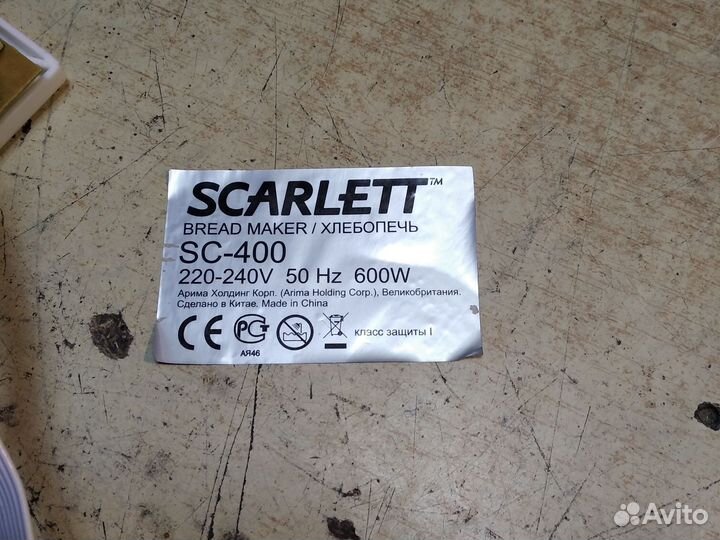 SCARLETT™
BREAD MAKER / ХЛЕБОПЕЧЬ
SC-400
220-240V 50 Hz 600W
Арима Холдинг Корп. (Arima Holding Corp.), Великобритания.
Сделано в Китае. Made in China
CE РСТ класс защиты I
АЯ46
Avito